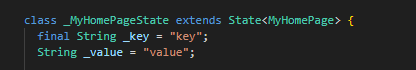 class _MyHomePageState extends State<MyHomePage> {
  final String _key = "key";
  String _value = "value";